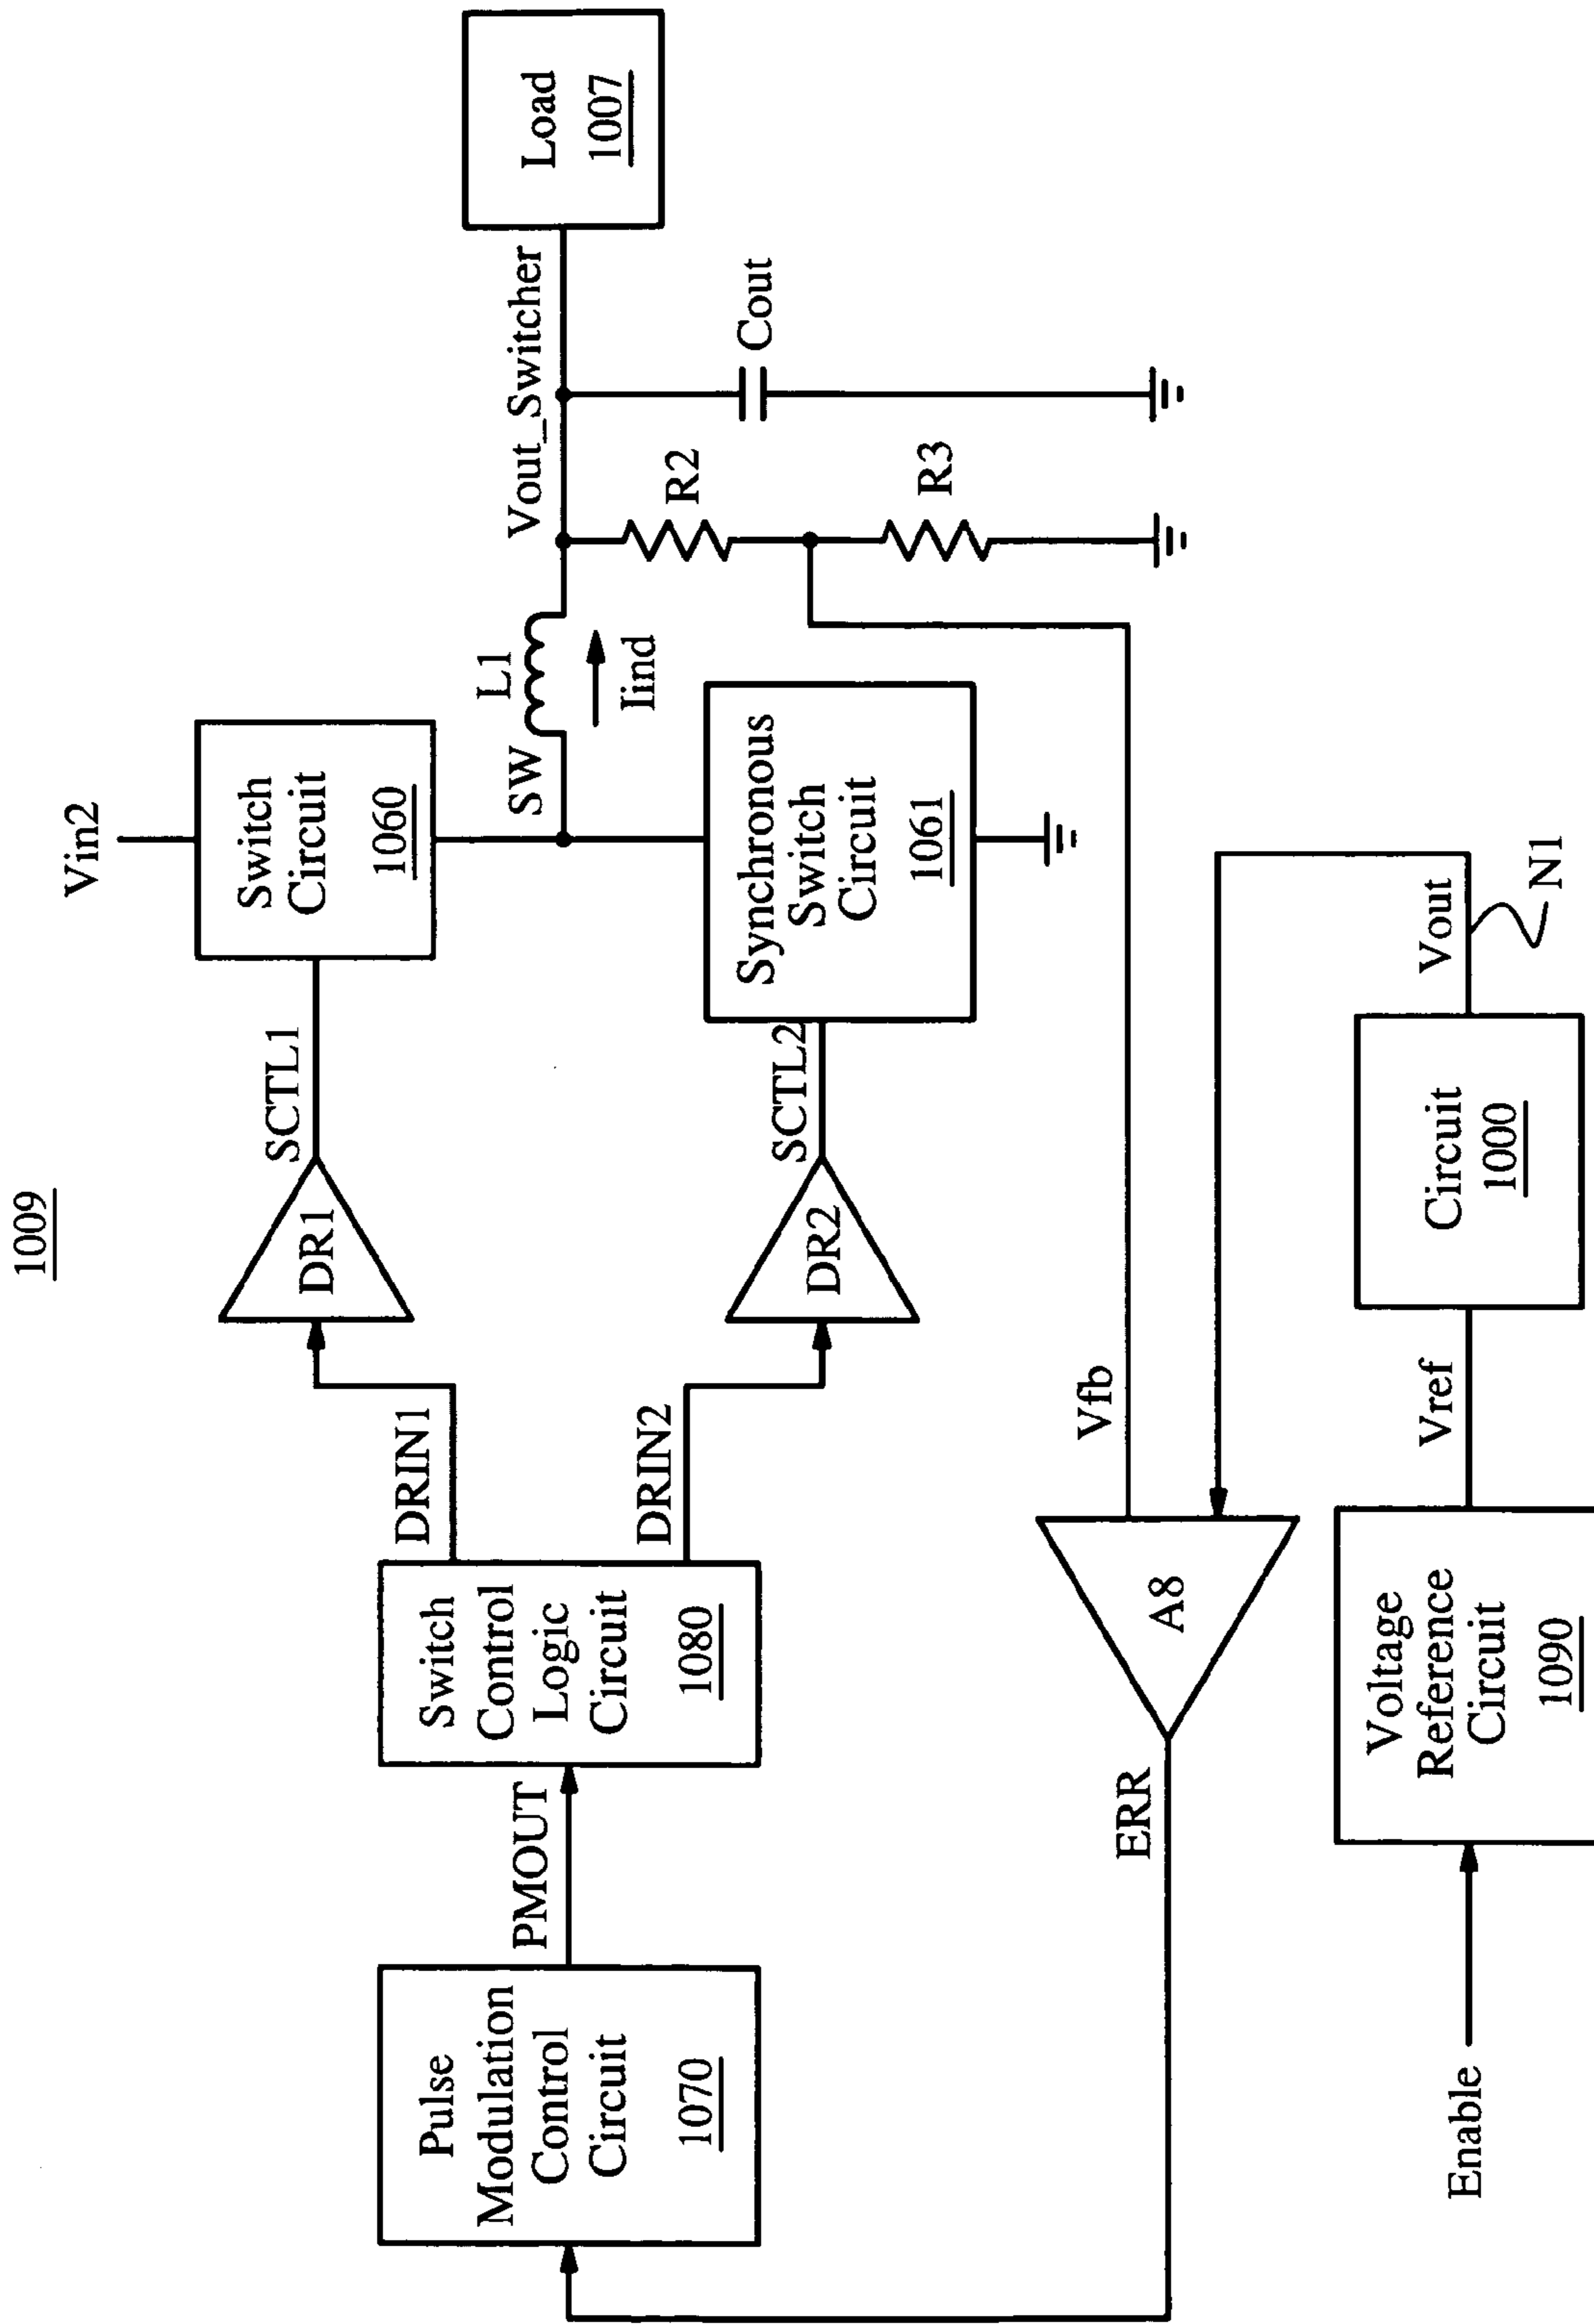 1009
Vin2
Switch
Circuit
1060
SCTL1
DR1
DRIN1
Pulse
Modulation
Control
Circuit
1070
PMOUT
Switch
Control
Logic
Circuit
1080
DRIN2
DR2
SCTL2
Synchronous
Switch
Circuit
1061
SW
L1
Iind
Vout_Switcher
Load
1007
R2
R3
Cout
Vfb
A8
ERR
Enable
Voltage
Reference
Circuit
1090
Vref
Circuit
1000
Vout
N1